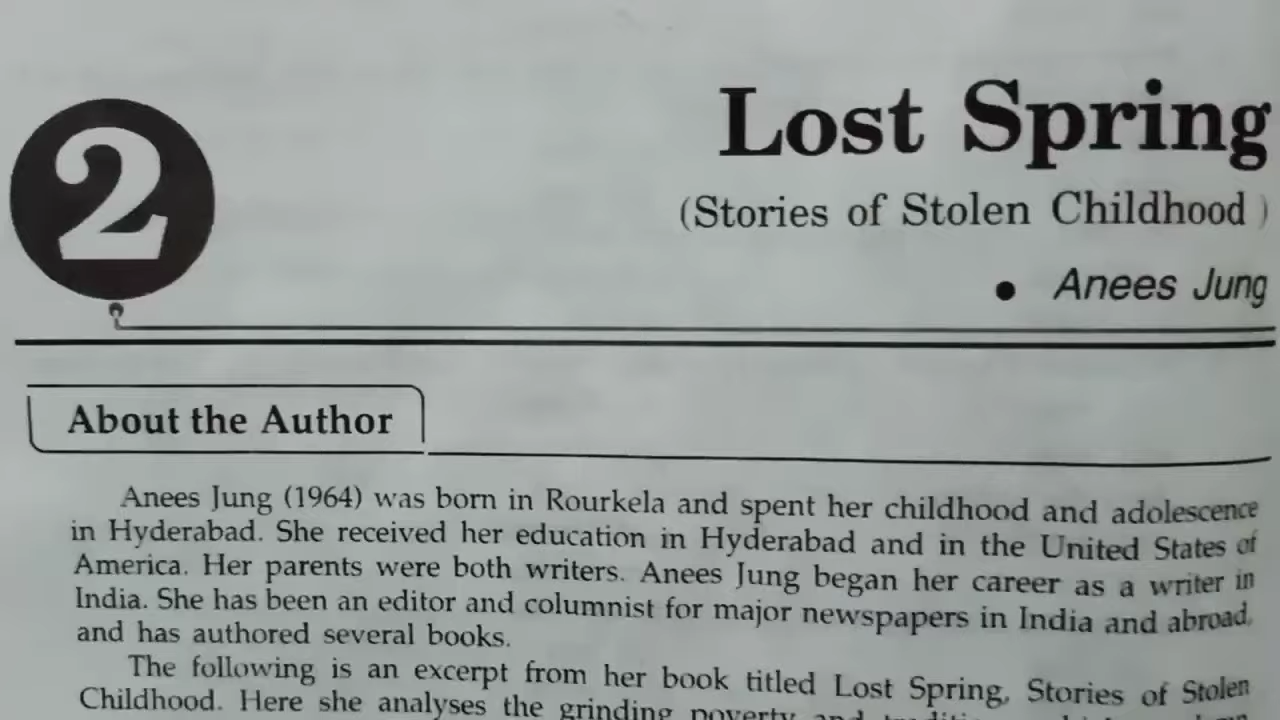 2
Lost Spring
(Stories of Stolen Childhood )
• Anees Jung
About the Author
Anees Jung (1964) was born in Rourkela and spent her childhood and adolescence
in Hyderabad. She received her education in Hyderabad and in the United States of
America. Her parents were both writers. Anees Jung began her career as a writer in
India. She has been an editor and columnist for major newspapers in India and abroad,
and has authored several books.
The following is an excerpt from her book titled Lost Spring, Stories of Stolen
Childhood. Here she analyses the grinding poverty and